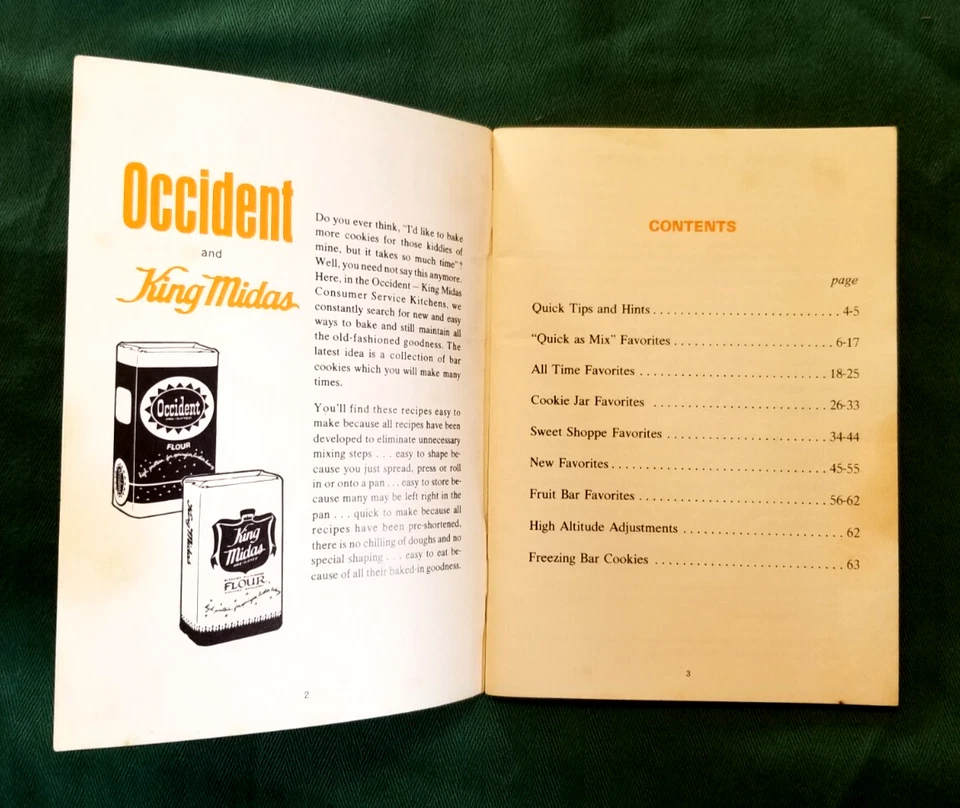 Occident
and
King Midas
Do you ever think, "I'd like to bake
more cookies for those kiddies of
mine, but it takes so much time"?
Well, you need not say this anymore.
Here, in the Occident – King Midas
Consumer Service Kitchens, we
constantly search for new and easy
ways to bake and still maintain all
the old-fashioned goodness. The
latest idea is a collection of bar
cookies which you will make many
times.
You'll find these recipes easy to
make because all recipes have been
developed to eliminate unnecessary
mixing steps . . . easy to shape be-
cause you just spread, press or roll
in or onto a pan . . . easy to store be-
cause many may be left right in the
pan . . . quick to make because all
recipes have been pre-shortened,
there is no chilling of doughs and no
special shaping . . . easy to eat be-
cause of all their baked-in goodness.
Occident
FLOUR
King Midas
King
Midas
FLOUR
2
CONTENTS
page
Quick Tips and Hints . . . . . . . . . . . . . . . . . . . . . . . . . . . 4-5
“Quick as Mix” Favorites . . . . . . . . . . . . . . . . . . . . . . . . 6-17
All Time Favorites . . . . . . . . . . . . . . . . . . . . . . . . . . . . 18-25
Cookie Jar Favorites . . . . . . . . . . . . . . . . . . . . . . . . . . 26-33
Sweet Shoppe Favorites . . . . . . . . . . . . . . . . . . . . . . . . 34-44
New Favorites . . . . . . . . . . . . . . . . . . . . . . . . . . . . . . . 45-55
Fruit Bar Favorites . . . . . . . . . . . . . . . . . . . . . . . . . . . . 56-62
High Altitude Adjustments . . . . . . . . . . . . . . . . . . . . . . . 62
Freezing Bar Cookies . . . . . . . . . . . . . . . . . . . . . . . . . . . 63
3